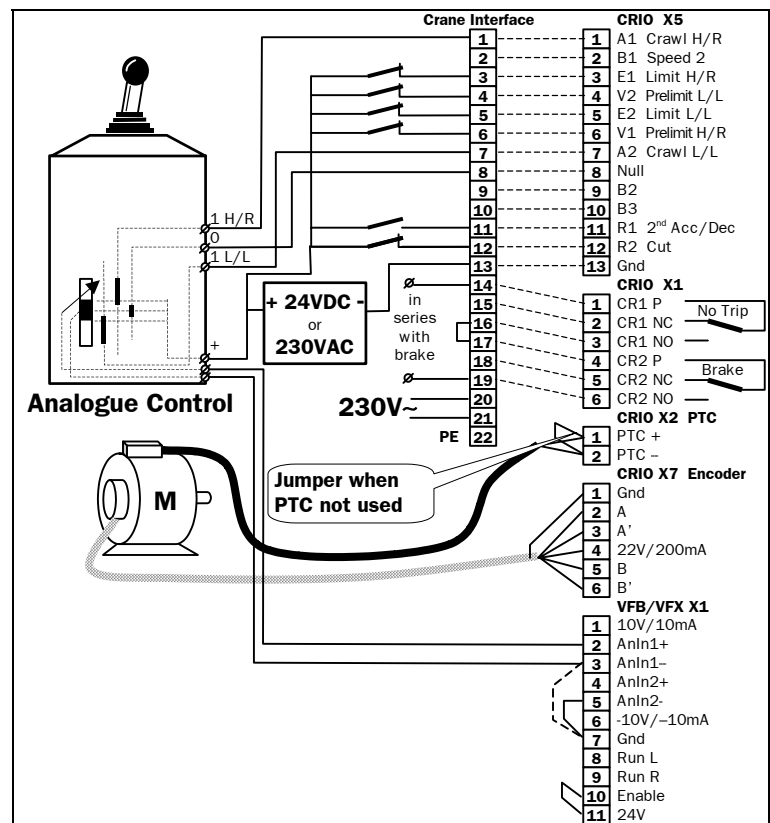 Crane Interface
CRIO X5
1 1 A1 Crawl H/R
2 2 B1 Speed 2
3 3 E1 Limit H/R
4 4 V2 Prelimit L/L
5 5 E2 Limit L/L
6 6 V1 Prelimit H/R
7 7 A2 Crawl L/L
8 8 Null
9 9 B2
10 10 B3
11 11 R1 2nd Acc/Dec
12 12 R2 Cut
13 13 Gnd
14
15
16
17
18
19
20
21
PE 22
1 H/R
0
1 L/L
+
Analogue Control
+ 24VDC -
or
230VAC
in
series
with
brake
230V~
CRIO X1
1 CR1 P
2 CR1 NC
3 CR1 NO
4 CR2 P
5 CR2 NC
6 CR2 NO
No Trip
Brake
CRIO X2 PTC
1 PTC +
2 PTC –
M
Jumper when
PTC not used
CRIO X7 Encoder
1 Gnd
2 A
3 A'
4 22V/200mA
5 B
6 B'
VFB/VFX X1
1 10V/10mA
2 AnIn1+
3 AnIn1–
4 AnIn2+
5 AnIn2-
6 -10V/–10mA
7 Gnd
8 Run L
9 Run R
10 Enable
11 24V